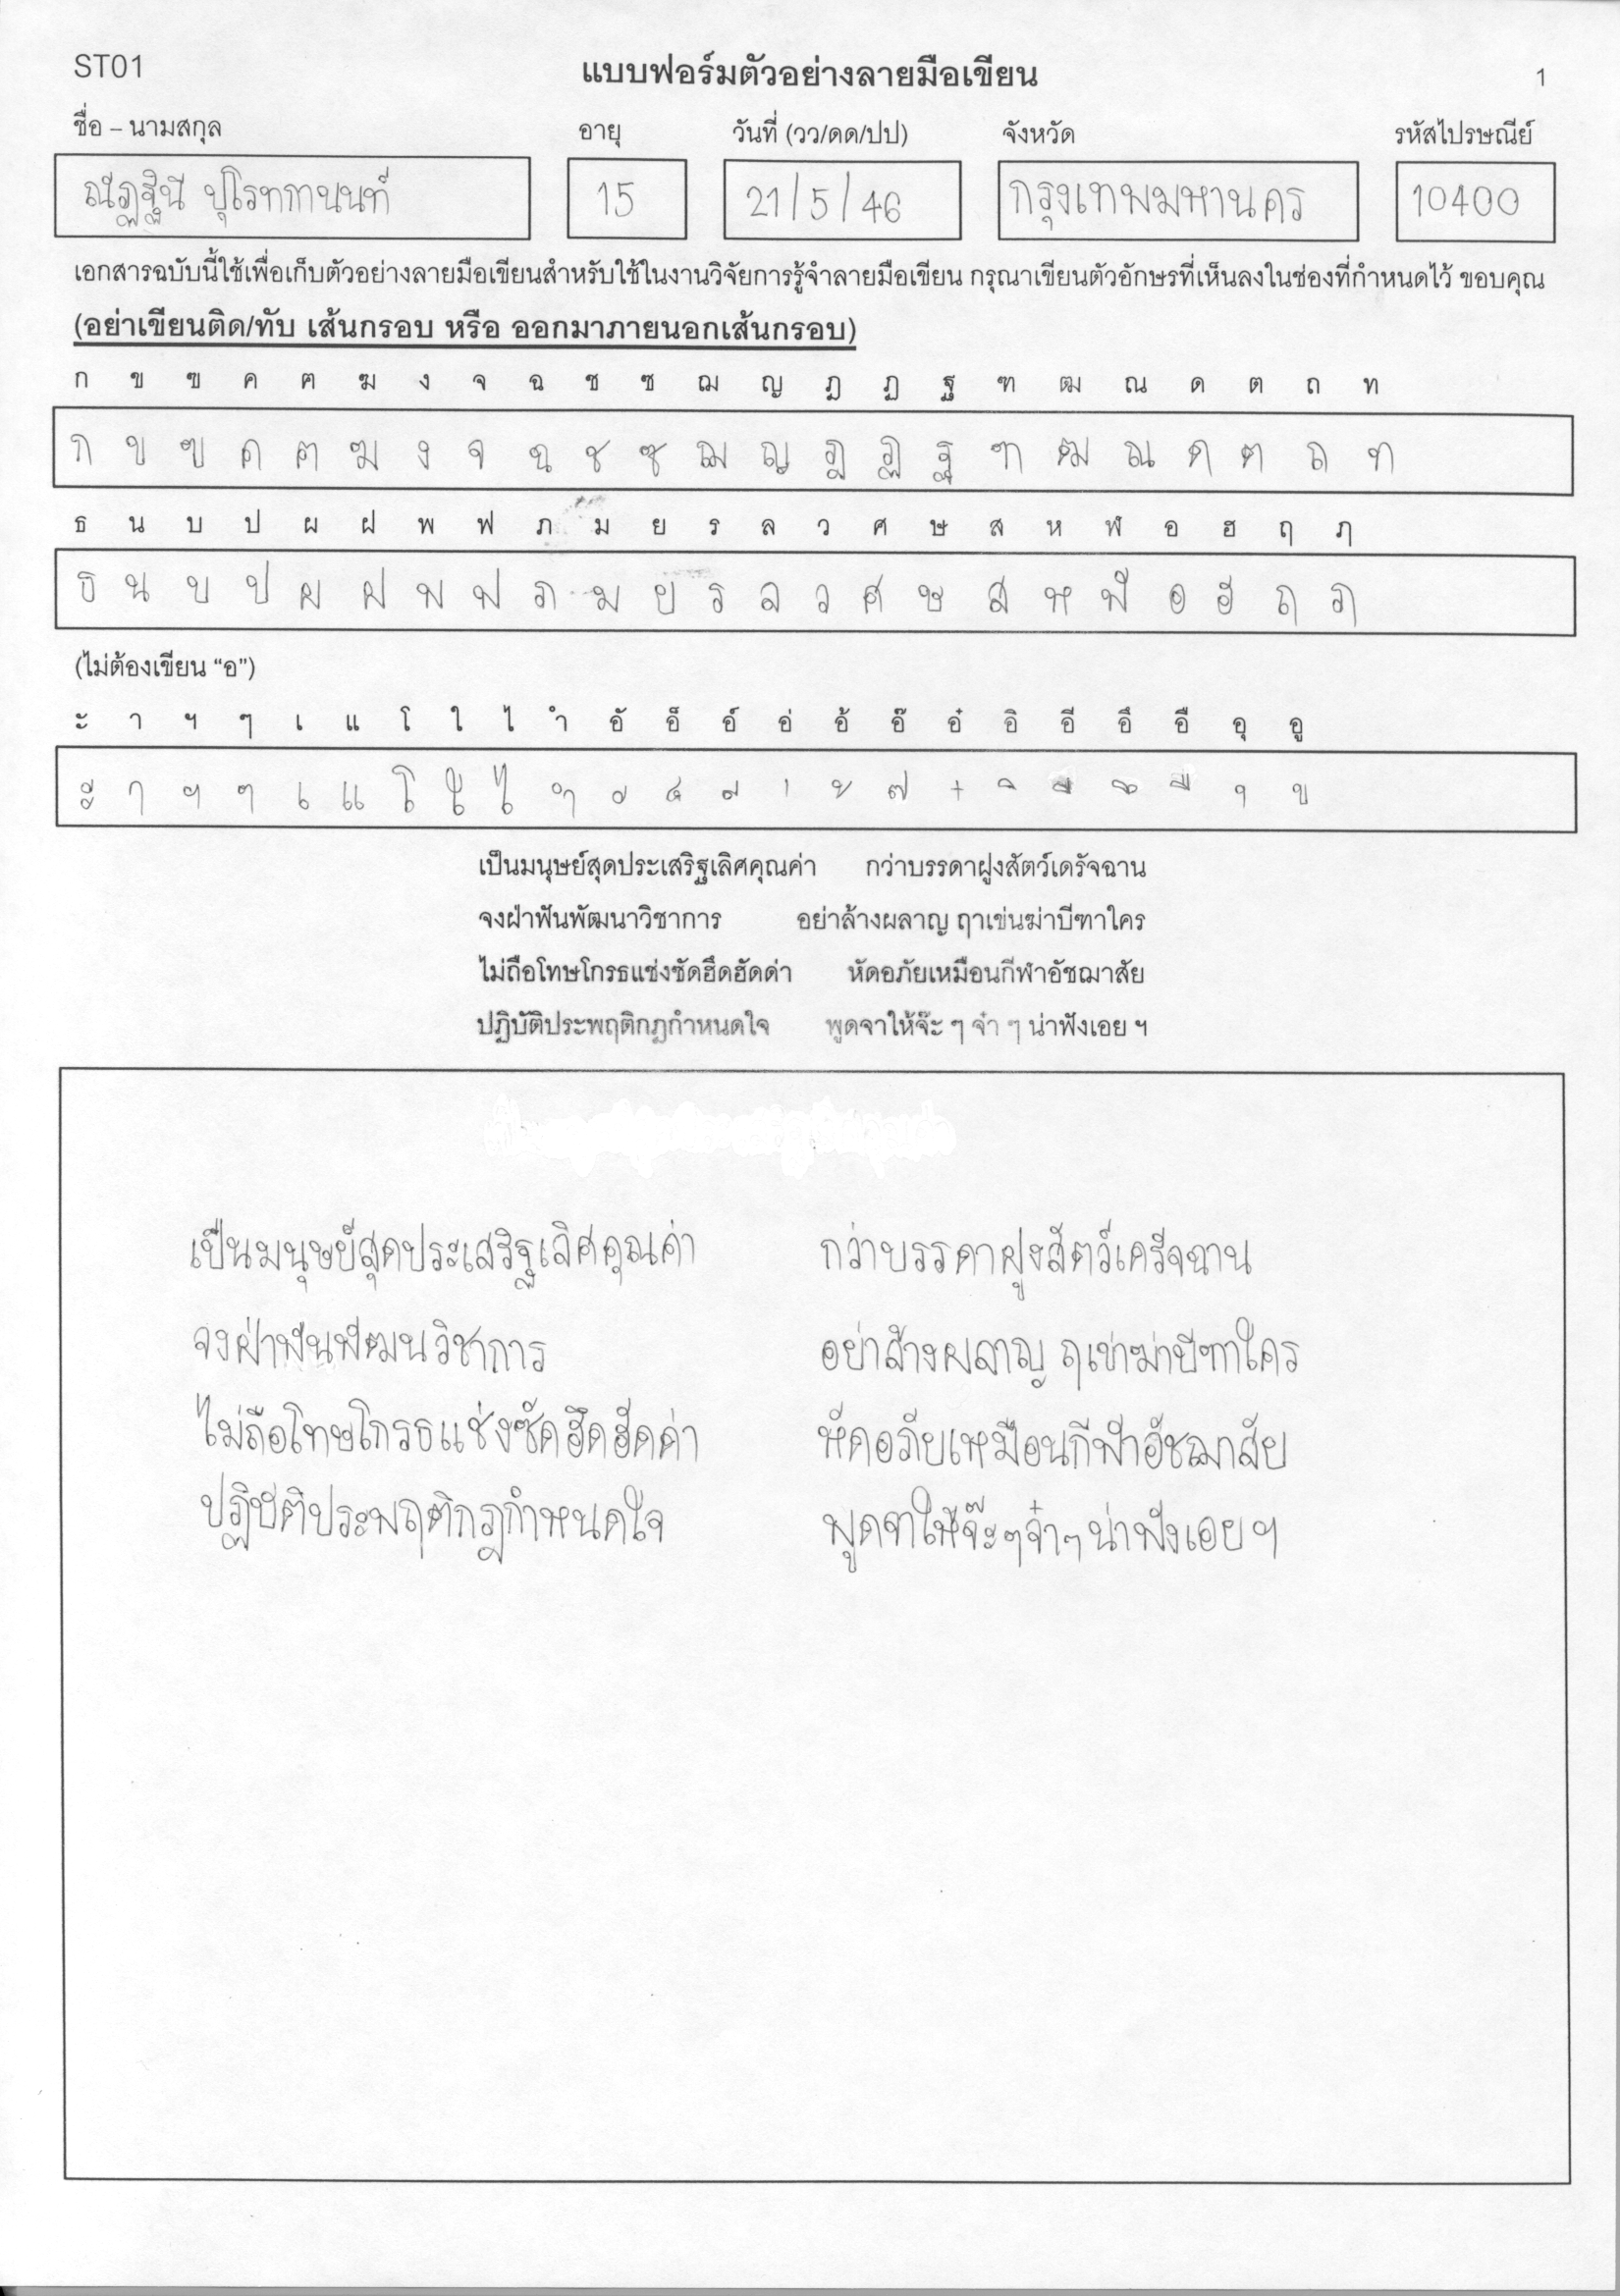 ST01 แบบฟอร์มตัวอย่างลายมือเขียน 1
ชื่อ – นามสกุล อายุ วันที่ (วว/ดด/ปป) จังหวัด รหัสไปรษณีย์
ณัฏฐินี ปุโรทกานนท์ 15 21/5/46 กรุงเทพมหานคร 10400
เอกสารฉบับนี้ใช้เพื่อเก็บตัวอย่างลายมือเขียนสำหรับใช้ในงานวิจัยการรู้จำลายมือเขียน กรุณาเขียนตัวอักษรที่เห็นลงในช่องที่กำหนดไว้ ขอบคุณ
(อย่าเขียนติด/ทับ เส้นกรอบ หรือ ออกมาภายนอกเส้นกรอบ)
ก ข ฃ ค ฅ ฆ ง จ ฉ ช ซ ฌ ญ ฎ ฏ ฐ ฑ ฒ ณ ด ต ถ ท
ก ข ฃ ค ฅ ฆ ง จ ฉ ช ซ ฌ ญ ฎ ฏ ฐ ฑ ฒ ณ ด ต ถ ท
ธ น บ ป ผ ฝ พ ฟ ภ ม ย ร ล ว ศ ษ ส ห ฬ อ ฮ ฤ ฦ
ธ น บ ป ผ ฝ พ ฟ ภ ม ย ร ล ว ศ ษ ส ห ฬ อ ฮ ฤ ฦ
(ไม่ต้องเขียน “อ”)
ะ า ฯ ๆ เ แ โ ใ ไ ำ อั อ็ อ์ อ่ อ้ อ๊ อ๋ อิ อี อึ อื อุ อู
ะ า ฯ ๆ เ แ โ ใ ไ ำ ั ็ ์ ่ ้ ๊ ๋ ิ ี ึ ื ุ ู
เป็นมนุษย์สุดประเสริฐเลิศคุณค่า กว่าบรรดาฝูงสัตว์เดรัจฉาน
จงฝ่าฟันพัฒนาวิชาการ อย่าล้างผลาญ ฤาเข่นฆ่าบีฑาใคร
ไม่ถือโทษโกรธแช่งซัดฮึดฮัดด่า หัดอภัยเหมือนกีฬาอัชฌาสัย
ปฏิบัติประพฤติกฎกำหนดใจ พูดจาให้จ๊ะ ๆ จ๋า ๆ น่าฟังเอย ฯ
เป็นมนุษย์สุดประเสริฐเลิศคุณค่า กว่าบรรดาฝูงสัตว์เดรัจฉาน
จงฝ่าฟันพัฒนวิชาการ อย่าล้างผลาญ ฤเข่าฆ่าบีฑาใคร
ไม่ถือโทษโกรธแช่งซัดฮึดฮัดด่า หัดอภัยเหมือนกีฬาอัชฌาสัย
ปฏิบัติประพฤติกฎกำหนดใจ พูดจาให้จ๊ะๆจ๋าๆ น่าฟังเอยฯ